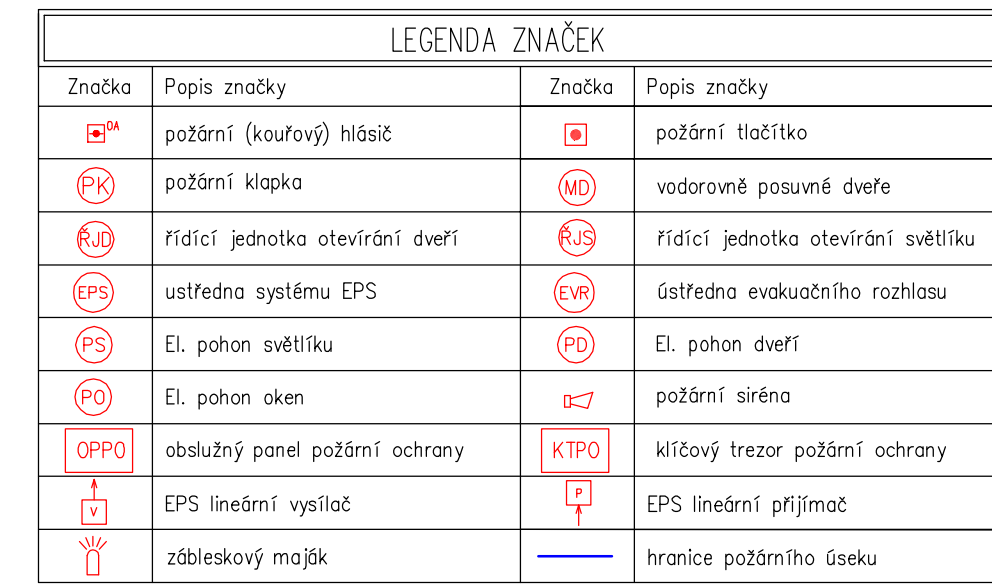 LEGENDA ZNAČEK
Značka Popis značky Značka Popis značky
OA požární (kouřový) hlásič požární tlačítko
PK požární klapka MD vodorovně posuvné dveře
ŘJD řídící jednotka otevírání dveří ŘJS řídící jednotka otevírání světlíku
EPS ustředna systému EPS EVR ústředna evakuačního rozhlasu
PS El. pohon světlíku PD El. pohon dveří
PO El. pohon oken požární siréna
OPPO obslužný panel požární ochrany KTPO klíčový trezor požární ochrany
V EPS lineární vysílač P EPS lineární přijímač
zábleskový maják hranice požárního úseku